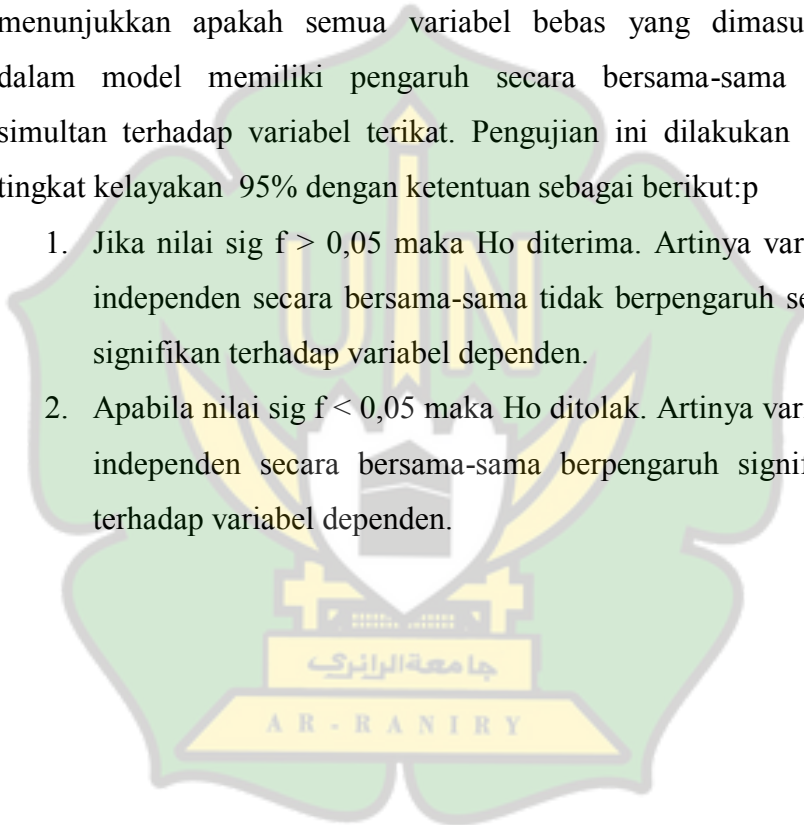 menunjukkan apakah semua variabel bebas yang dimasu
dalam model memiliki pengaruh secara bersama-sama
simultan terhadap variabel terikat. Pengujian ini dilakukan
tingkat kelayakan 95% dengan ketentuan sebagai berikut:p
1. Jika nilai sig f > 0,05 maka Ho diterima. Artinya var
independen secara bersama-sama tidak berpengaruh se
signifikan terhadap variabel dependen.
2. Apabila nilai sig f < 0,05 maka Ho ditolak. Artinya var
independen secara bersama-sama berpengaruh signif
terhadap variabel dependen.
UIN
جامعة الرانري
AR-RANIRY